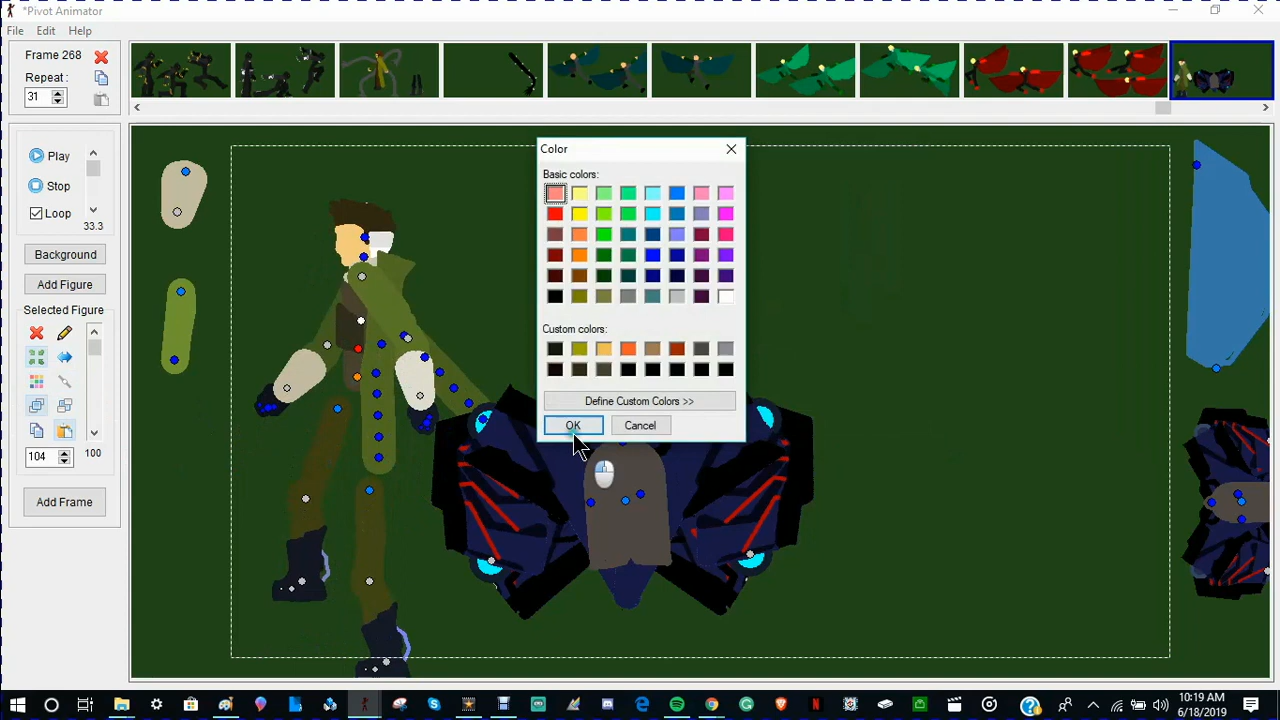 *Pivot Animator
File Edit Help
Frame 268
Repeat:
31
Play
Stop
Loop
33.3
Background
Add Figure
Selected Figure
104
100
Add Frame
Color
Basic colors:
Custom colors:
Define Custom Colors >>
OK
Cancel
10:19 AM
6/18/2019